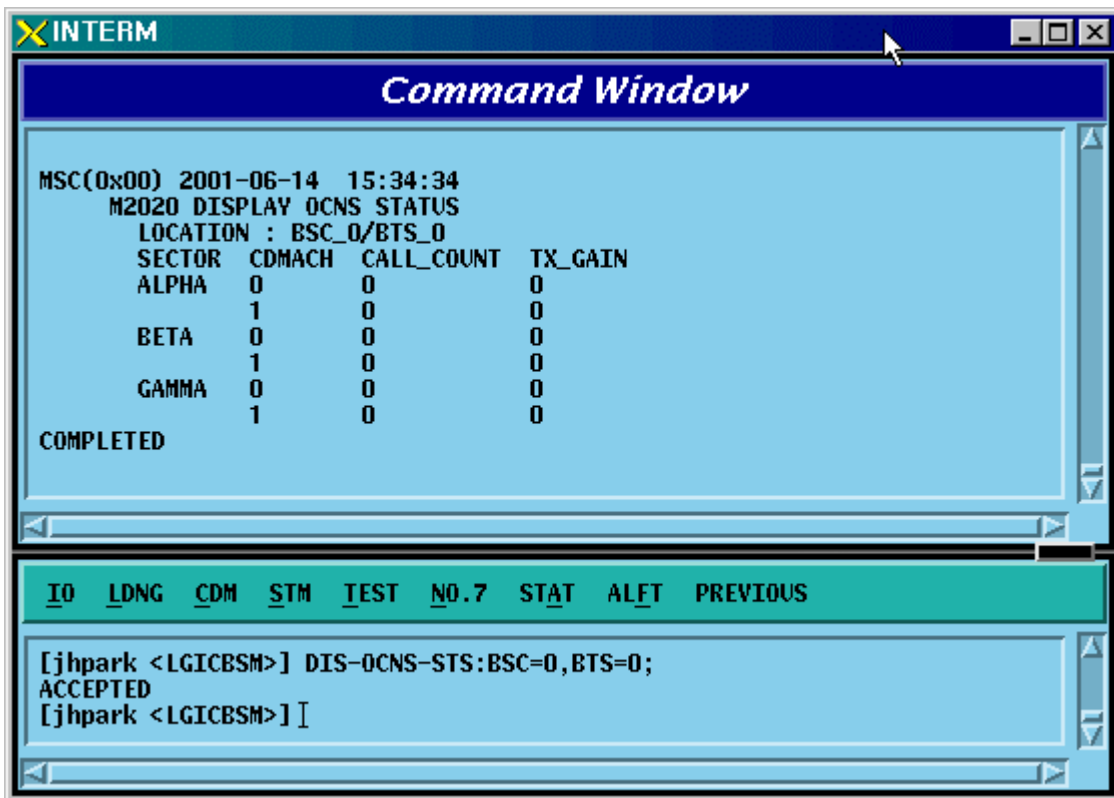 INTERM
Command Window
MSC(0x00) 2001-06-14 15:34:34
M2020 DISPLAY OCNS STATUS
LOCATION : BSC_0/BTS_0
SECTOR CDMACH CALL_COUNT TX_GAIN
ALPHA 0 0 0
1 0 0
BETA 0 0 0
1 0 0
GAMMA 0 0 0
1 0 0
COMPLETED
IO LDNG CDM STM TEST NO.7 STAT ALFT PREVIOUS
[jhpark <LGICBSM>] DIS-OCNS-STS:BSC=0,BTS=0;
ACCEPTED
[jhpark <LGICBSM>]